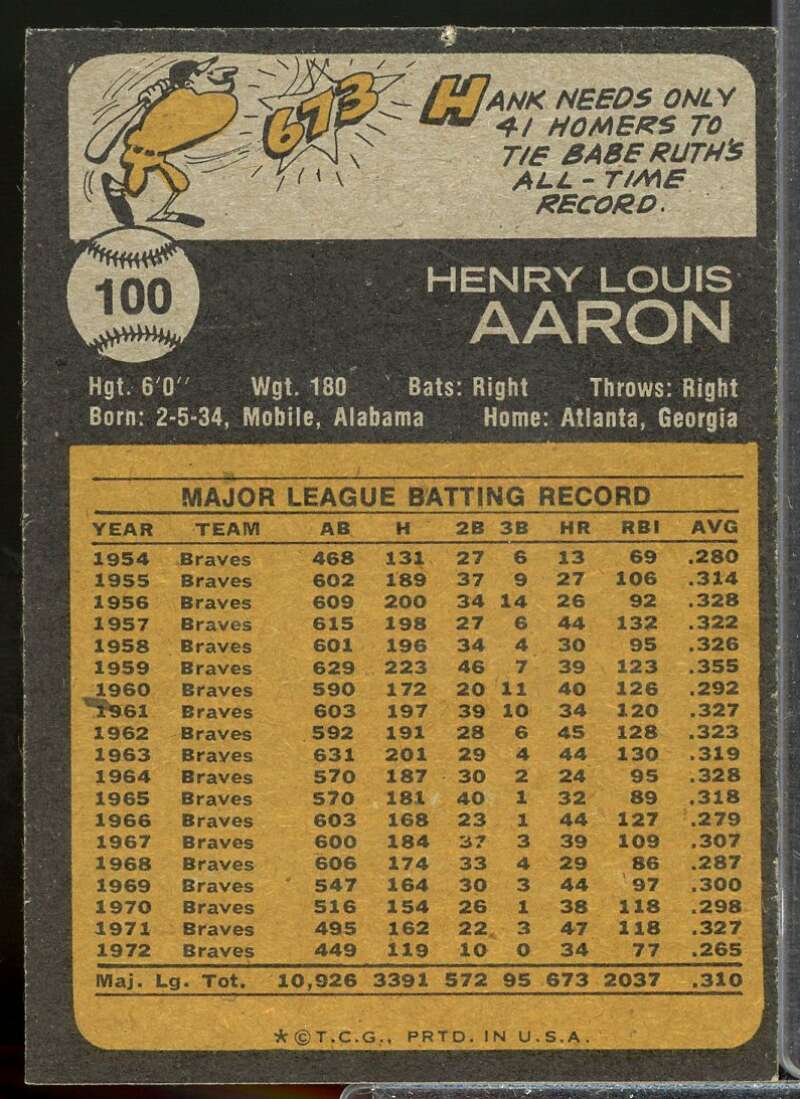 673
HANK NEEDS ONLY
41 HOMERS TO
TIE BABE RUTH'S
ALL-TIME
RECORD.
100
HENRY LOUIS
AARON
Hgt. 6'0" Wgt. 180 Bats: Right Throws: Right
Born: 2-5-34, Mobile, Alabama Home: Atlanta, Georgia
MAJOR LEAGUE BATTING RECORD
YEAR TEAM AB H 2B 3B HR RBI AVG
1954 Braves 468 131 27 6 13 69 .280
1955 Braves 602 189 37 9 27 106 .314
1956 Braves 609 200 34 14 26 92 .328
1957 Braves 615 198 27 6 44 132 .322
1958 Braves 601 196 34 4 30 95 .326
1959 Braves 629 223 46 7 39 123 .355
1960 Braves 590 172 20 11 40 126 .292
1961 Braves 603 197 39 10 34 120 .327
1962 Braves 592 191 28 6 45 128 .323
1963 Braves 631 201 29 4 44 130 .319
1964 Braves 570 187 30 2 24 95 .328
1965 Braves 570 181 40 1 32 89 .318
1966 Braves 603 168 23 1 44 127 .279
1967 Braves 600 184 37 3 39 109 .307
1968 Braves 606 174 33 4 29 86 .287
1969 Braves 547 164 30 3 44 97 .300
1970 Braves 516 154 26 1 38 118 .298
1971 Braves 495 162 22 3 47 118 .327
1972 Braves 449 119 10 0 34 77 .265
Maj. Lg. Tot. 10,926 3391 572 95 673 2037 .310
*©T.C.G., PRTD. IN U.S.A.